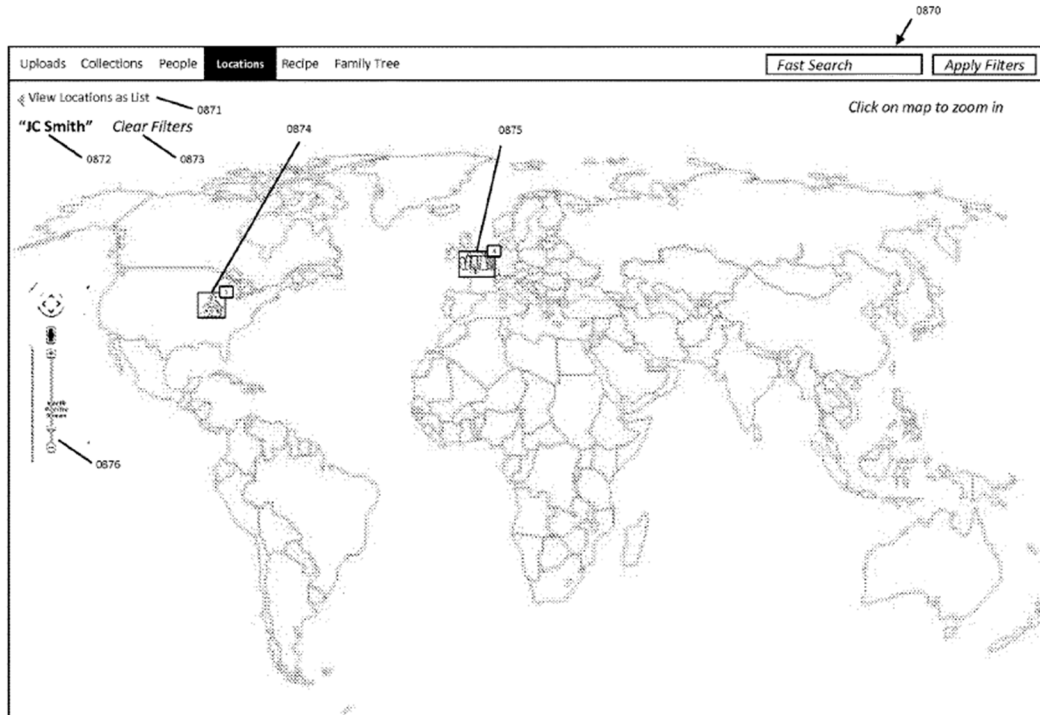 0870
Uploads Collections People Locations Recipe Family Tree Fast Search Apply Filters
View Locations as List
0871
Click on map to zoom in
"JC Smith" Clear Filters
0874
0875
0872
0873
0876